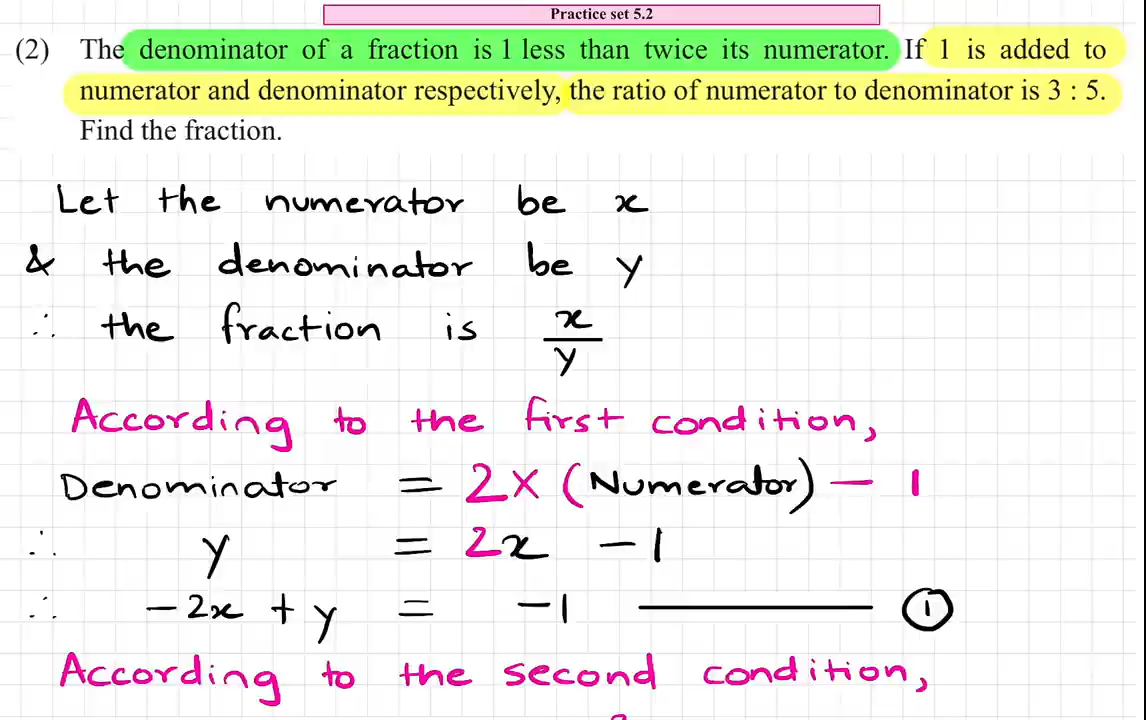 Practice set 5.2
(2) The denominator of a fraction is 1 less than twice its numerator. If 1 is added to
numerator and denominator respectively, the ratio of numerator to denominator is 3 : 5.
Find the fraction.
Let the numerator be x
& the denominator be y
∴ the fraction is x/y
According to the first condition,
Denominator = 2 × (Numerator) - 1
∴ y = 2x - 1
∴ -2x + y = -1 ——— ①
According to the second condition,